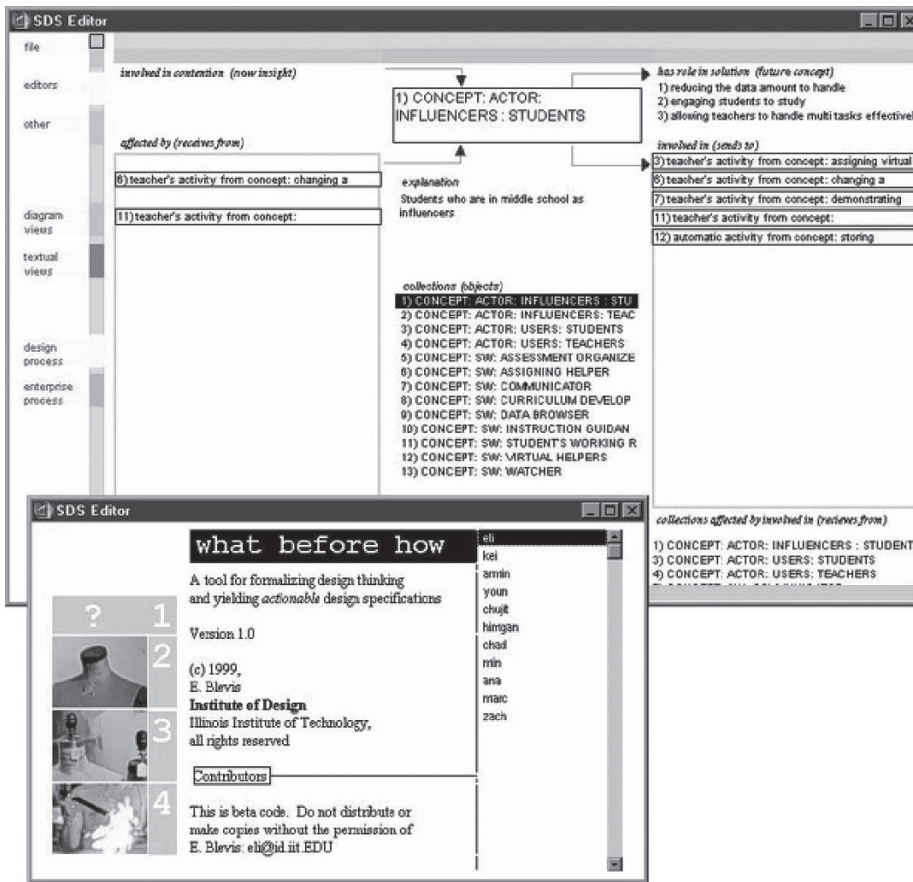 SDS Editor
file
editors
other
diagram
views
textual
views
design
process
enterprise
process
involved in contention (now insight)
affected by (receives from)
6) teacher's activity from concept: changing a
11) teacher's activity from concept:
1) CONCEPT: ACTOR:
INFLUENCERS : STUDENTS
explanation
Students who are in middle school as
influencers
collections (objects)
1) CONCEPT: ACTOR: INFLUENCERS : STU
2) CONCEPT: ACTOR: INFLUENCERS: TEAC
3) CONCEPT: ACTOR: USERS: STUDENTS
4) CONCEPT: ACTOR: USERS: TEACHERS
5) CONCEPT: SW: ASSESSMENT ORGANIZE
6) CONCEPT: SW: ASSIGNING HELPER
7) CONCEPT: SW: COMMUNICATOR
8) CONCEPT: SW: CURRICULUM DEVELOP
9) CONCEPT: SW: DATA BROWSER
10) CONCEPT: SW: INSTRUCTION GUIDAN
11) CONCEPT: SW: STUDENT'S WORKING R
12) CONCEPT: SW: VIRTUAL HELPERS
13) CONCEPT: SW: WATCHER
has role in solution (future concept)
1) reducing the data amount to handle
2) engaging students to study
3) allowing teachers to handle multi tasks effectivel
involved in (sends to)
3) teacher's activity from concept: assigning virtual
6) teacher's activity from concept: changing a
7) teacher's activity from concept: demonstrating
11) teacher's activity from concept:
12) automatic activity from concept: storing
collections affected by involved in (recieves from)
1) CONCEPT: ACTOR: INFLUENCERS : STUDENT
3) CONCEPT: ACTOR: USERS: STUDENTS
4) CONCEPT: ACTOR: USERS: TEACHERS
SDS Editor
? 1
2
3
4
what before how
A tool for formalizing design thinking
and yielding actionable design specifications
Version 1.0
(c) 1999,
E. Blevis
Institute of Design
Illinois Institute of Technology,
all rights reserved
Contributors
This is beta code. Do not distribute or
make copies without the permission of
E. Blevis: eli@id.iit.EDU
eli
kei
armin
youn
chujit
himgan
chad
min
ana
marc
zach